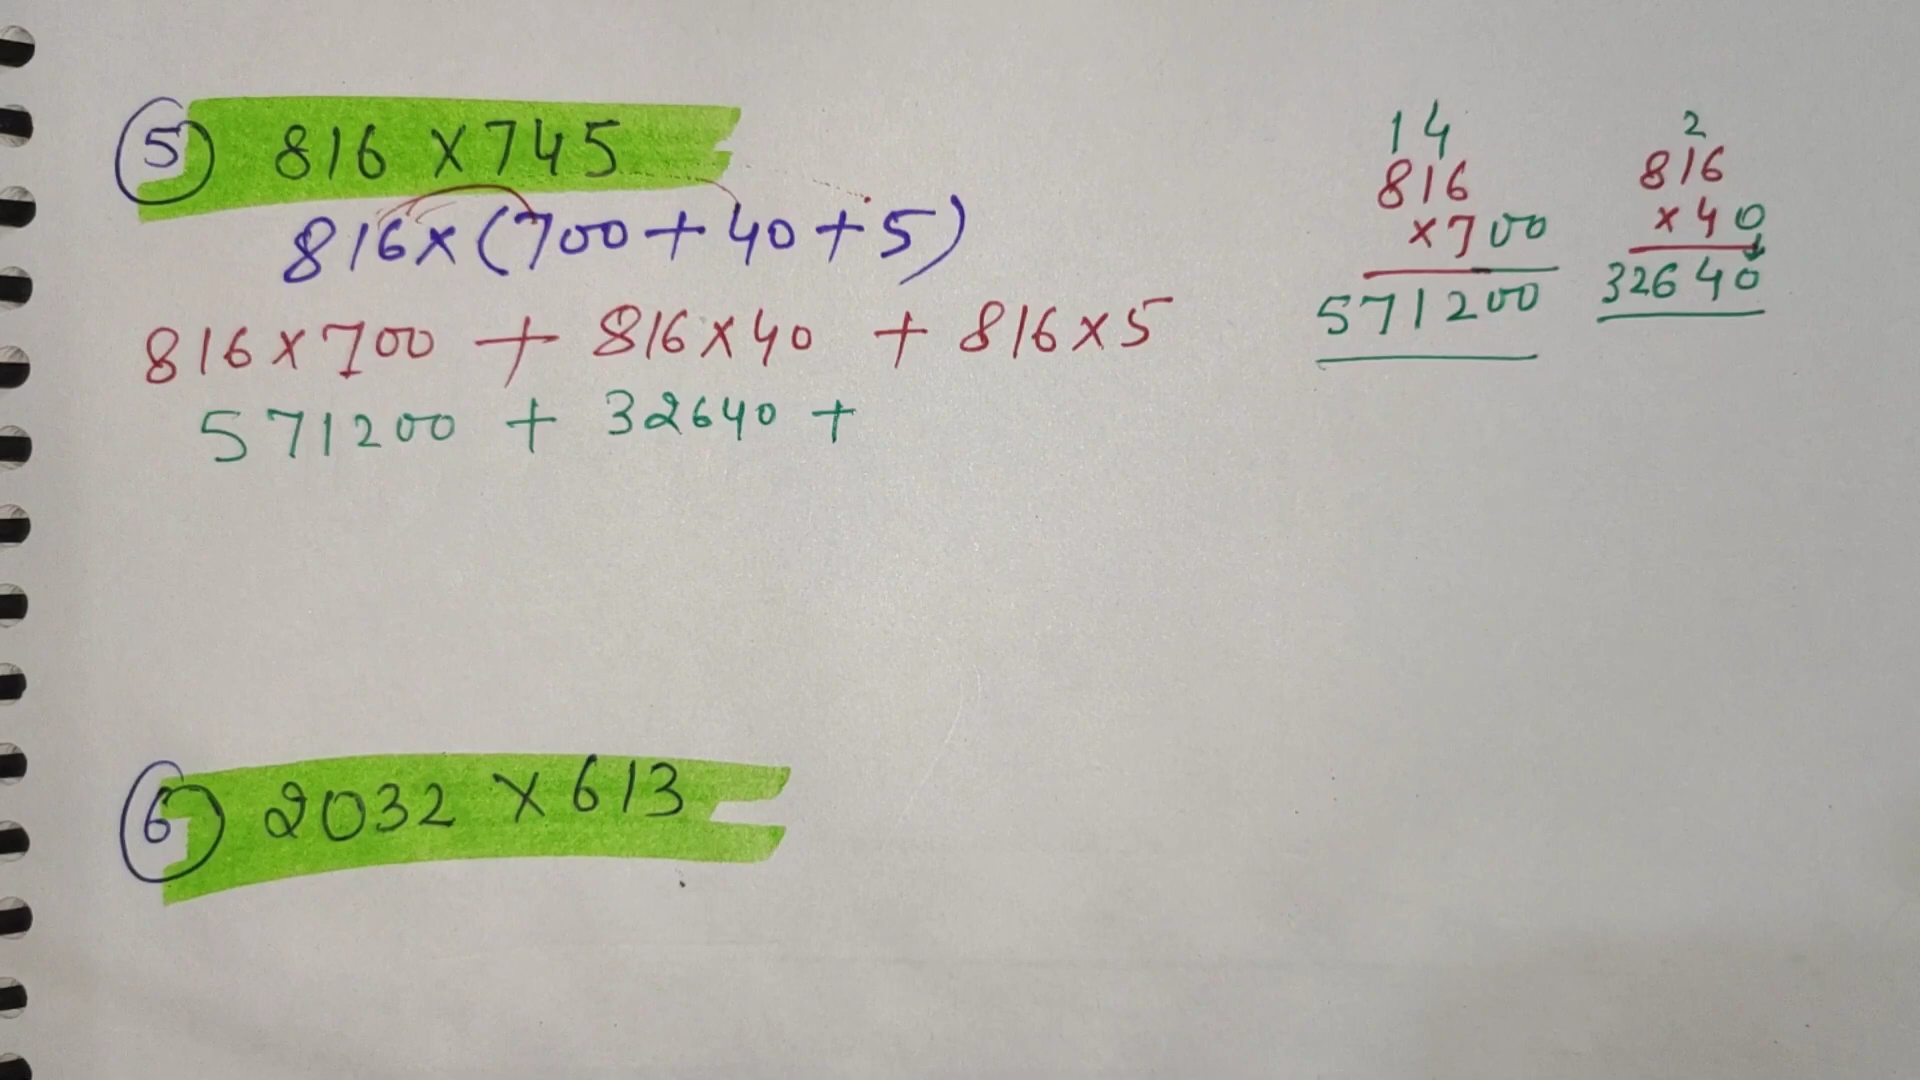 5 816 × 745
816 × (700 + 40 + 5)
816 × 700 + 816 × 40 + 816 × 5
571200 + 32640 +
14
816
×700
571200
2
816
×40
32640
6 2032 × 613